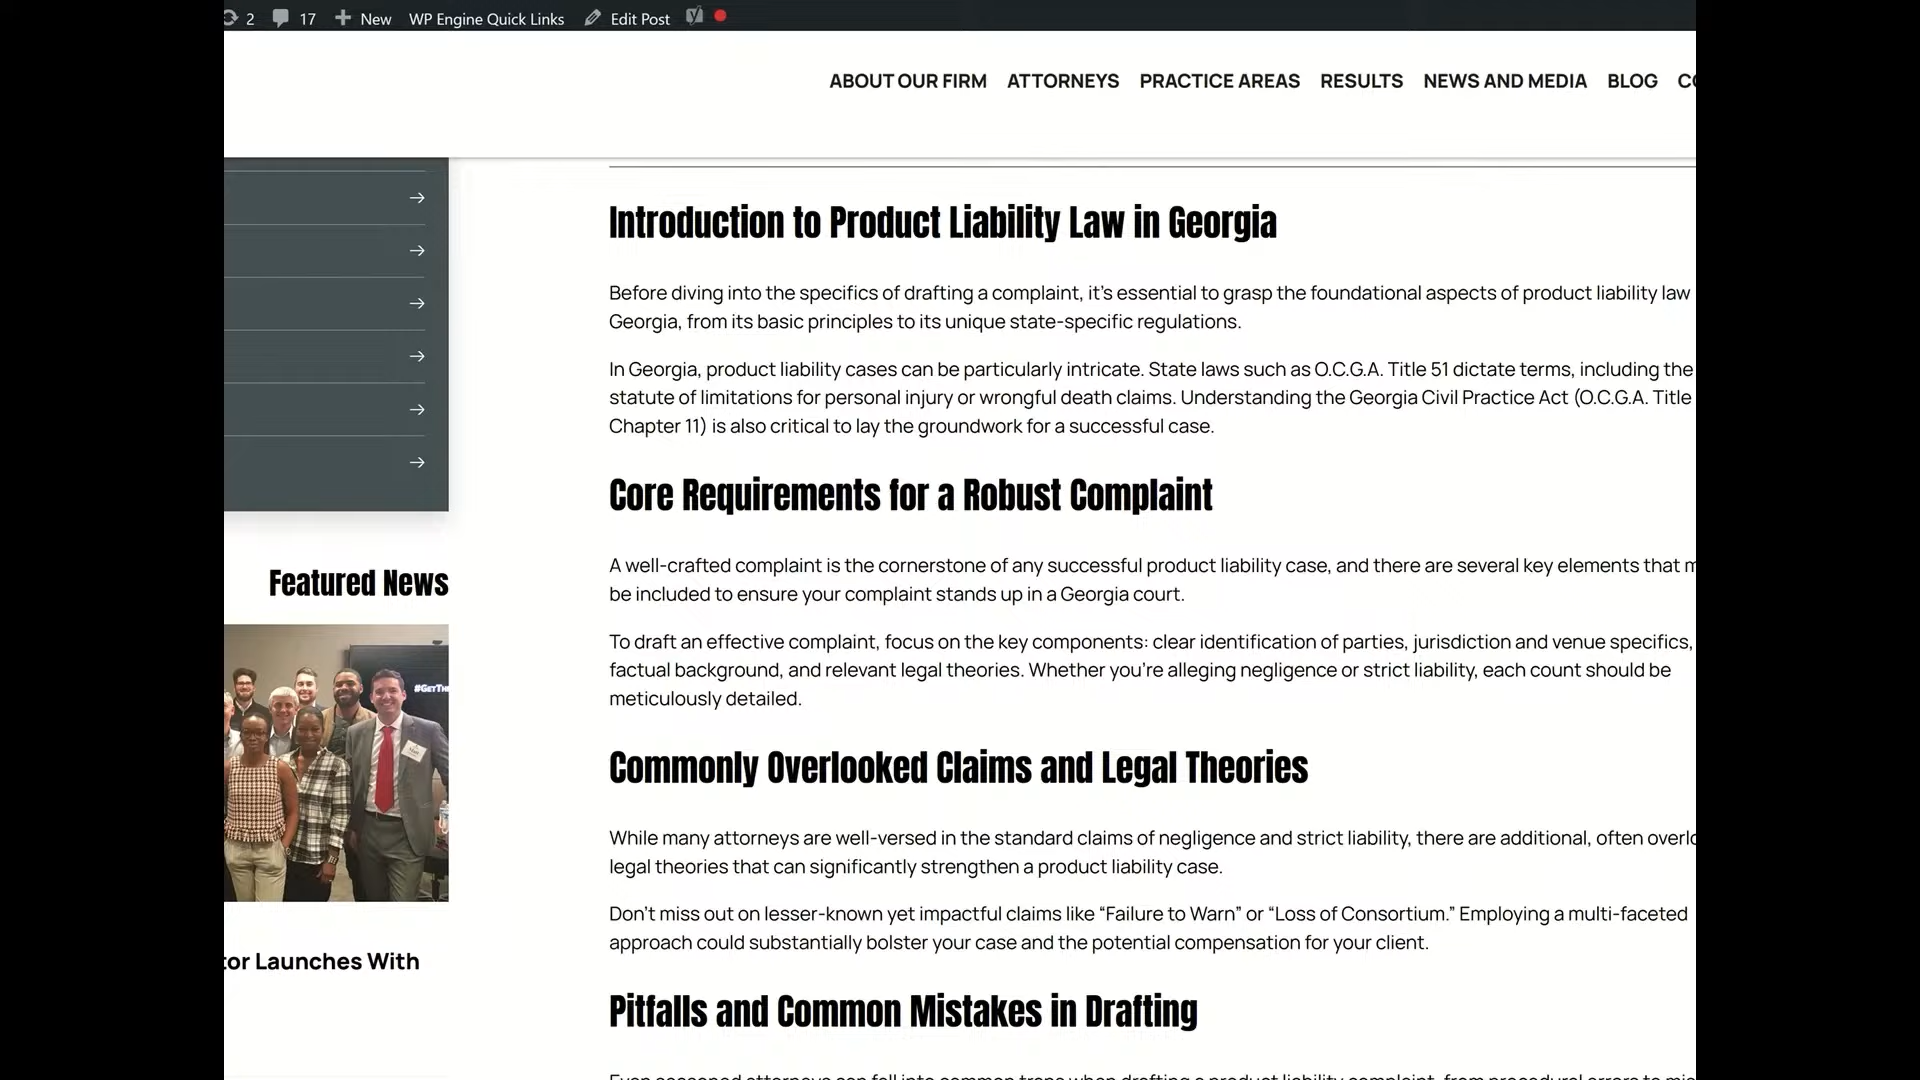 2 17 New WP Engine Quick Links Edit Post
ABOUT OUR FIRM ATTORNEYS PRACTICE AREAS RESULTS NEWS AND MEDIA BLOG
Introduction to Product Liability Law in Georgia
Before diving into the specifics of drafting a complaint, it's essential to grasp the foundational aspects of product liability law
Georgia, from its basic principles to its unique state-specific regulations.
In Georgia, product liability cases can be particularly intricate. State laws such as O.C.G.A. Title 51 dictate terms, including the
statute of limitations for personal injury or wrongful death claims. Understanding the Georgia Civil Practice Act (O.C.G.A. Title
Chapter 11) is also critical to lay the groundwork for a successful case.
Core Requirements for a Robust Complaint
A well-crafted complaint is the cornerstone of any successful product liability case, and there are several key elements that
be included to ensure your complaint stands up in a Georgia court.
To draft an effective complaint, focus on the key components: clear identification of parties, jurisdiction and venue specifics,
factual background, and relevant legal theories. Whether you're alleging negligence or strict liability, each count should be
meticulously detailed.
Commonly Overlooked Claims and Legal Theories
While many attorneys are well-versed in the standard claims of negligence and strict liability, there are additional, often
legal theories that can significantly strengthen a product liability case.
Don't miss out on lesser-known yet impactful claims like “Failure to Warn” or “Loss of Consortium.” Employing a multi-faceted
approach could substantially bolster your case and the potential compensation for your client.
Pitfalls and Common Mistakes in Drafting
Featured News
Launches With